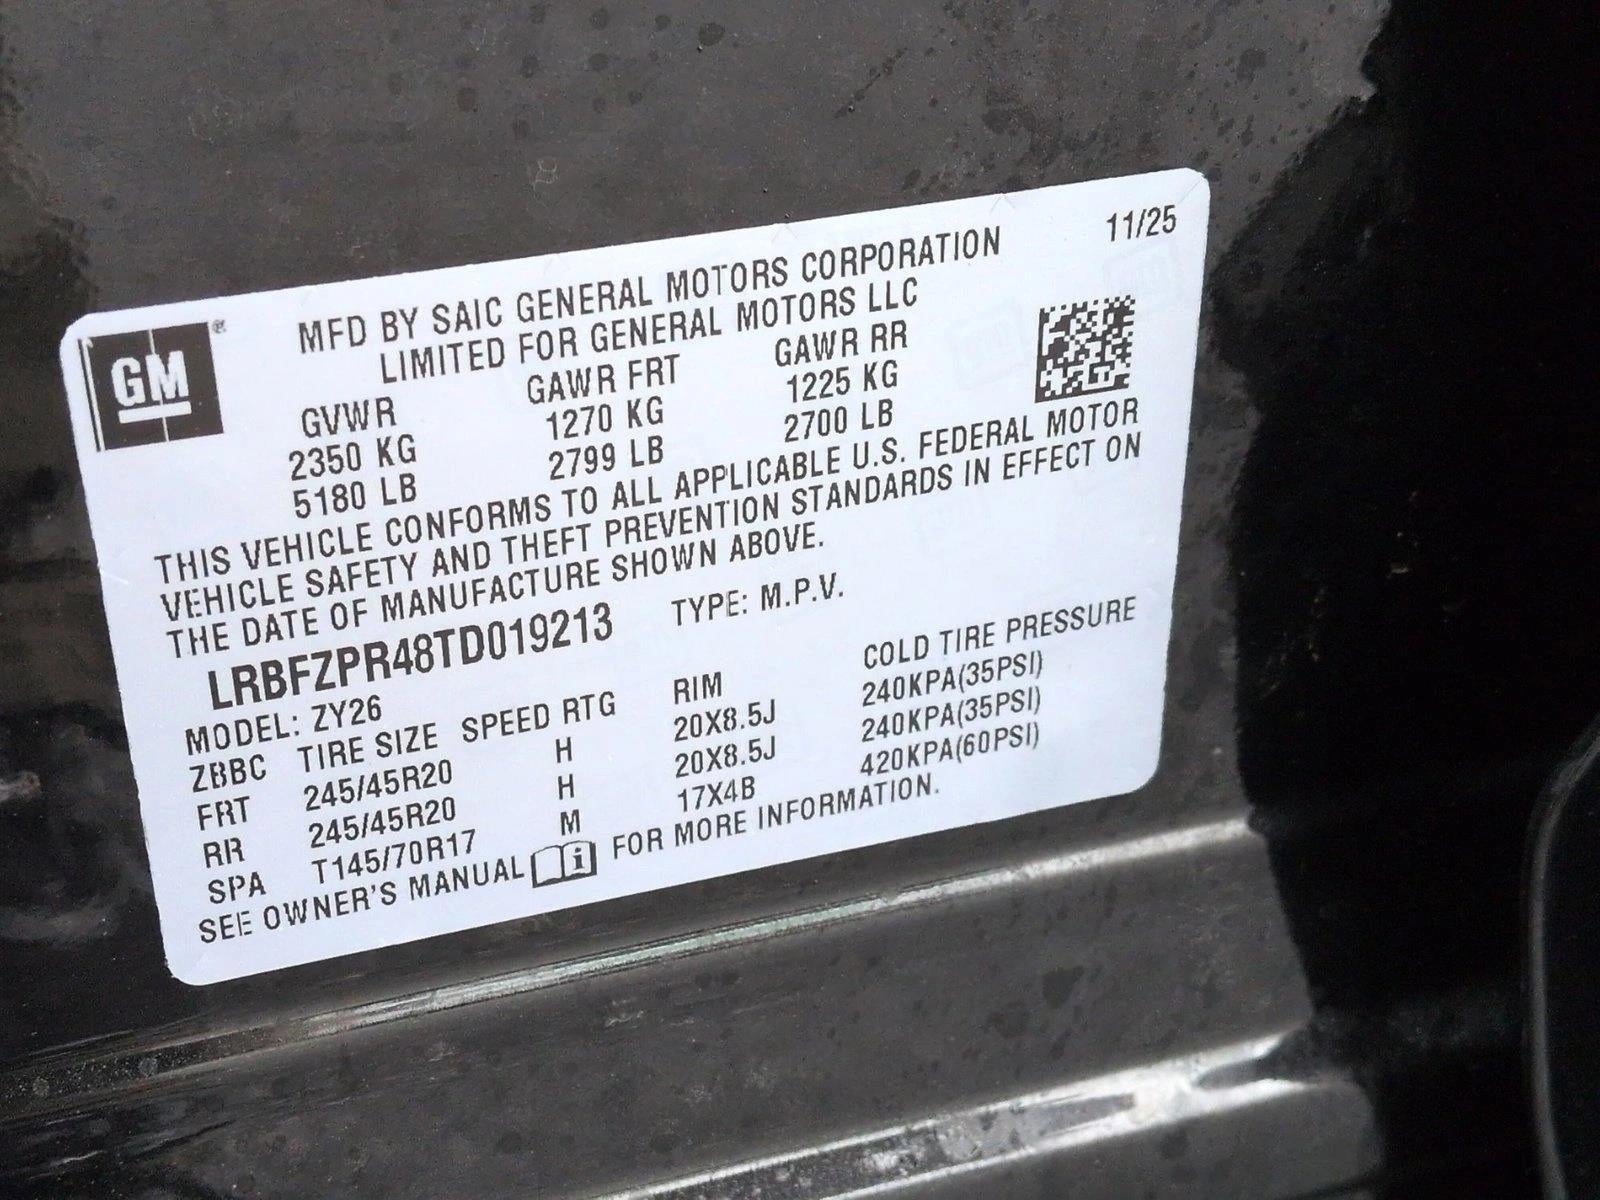 11/25
GM
MFD BY SAIC GENERAL MOTORS CORPORATION
LIMITED FOR GENERAL MOTORS LLC
GVWR GAWR FRT GAWR RR
2350 KG 1270 KG 1225 KG
5180 LB 2799 LB 2700 LB
THIS VEHICLE CONFORMS TO ALL APPLICABLE U.S. FEDERAL MOTOR
VEHICLE SAFETY AND THEFT PREVENTION STANDARDS IN EFFECT ON
THE DATE OF MANUFACTURE SHOWN ABOVE.
LRBFZPR48TD019213 TYPE: M.P.V.
MODEL: ZY26
ZBBC TIRE SIZE SPEED RTG RIM COLD TIRE PRESSURE
FRT 245/45R20 H 20X8.5J 240KPA(35PSI)
RR 245/45R20 H 20X8.5J 240KPA(35PSI)
SPA T145/70R17 M 17X4B 420KPA(60PSI)
SEE OWNER'S MANUAL i FOR MORE INFORMATION.